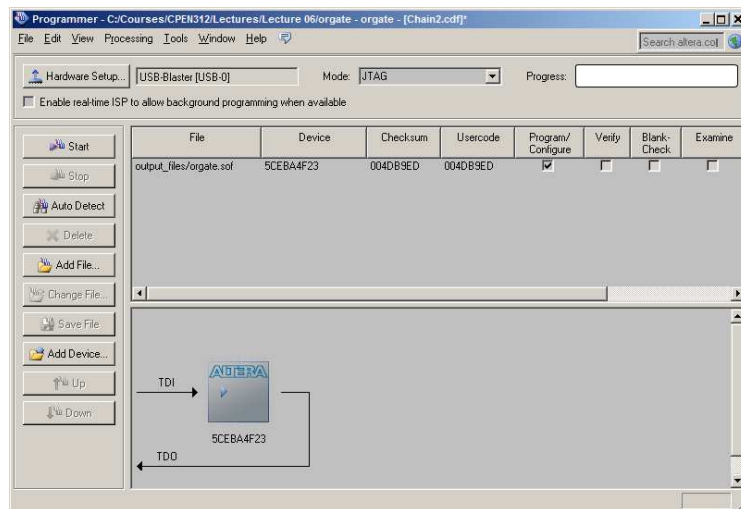 Programmer - C:/Courses/CPEN312/Lectures/Lecture 06/orgate - orgate - [Chain2.cdf]*
File Edit View Processing Tools Window Help
Search altera.co
Hardware Setup... USB-Blaster [USB-0] Mode: JTAG Progress:
Enable real-time ISP to allow background programming when available
Start
Stop
Auto Detect
Delete
Add File...
Change File...
Save File
Add Device...
Up
Down
File Device Checksum Usercode Program/Configure Verify Blank-Check Examine
output_files/orgate.sof 5CEBA4F23 004DB9ED 004DB9ED
ALTERA
TDI
5CEBA4F23
TDO